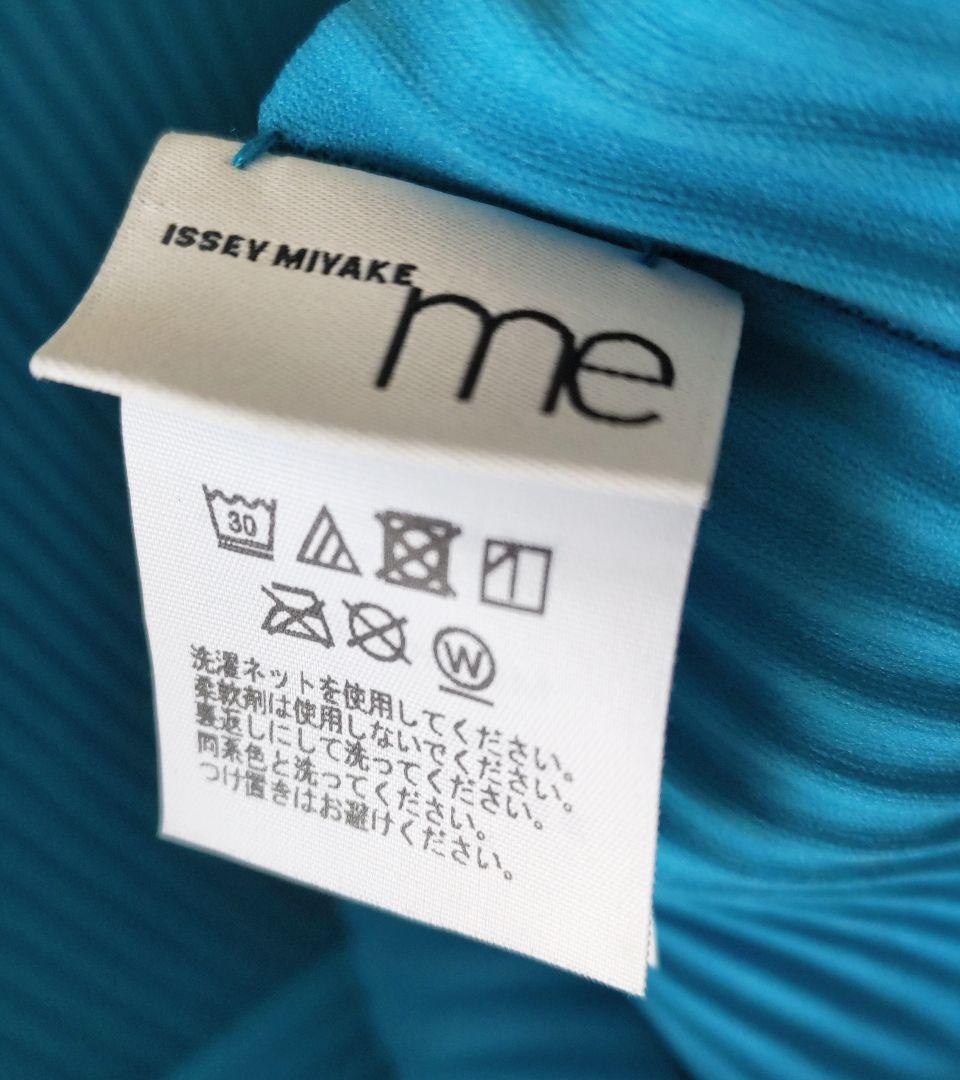 ISSEY MIYAKE
me
30
W
洗濯ネットを使用してください。
柔軟剤は使用しないでください。
裏返しにして洗ってください。
同系色と洗ってください。
つけ置きはお避けください。